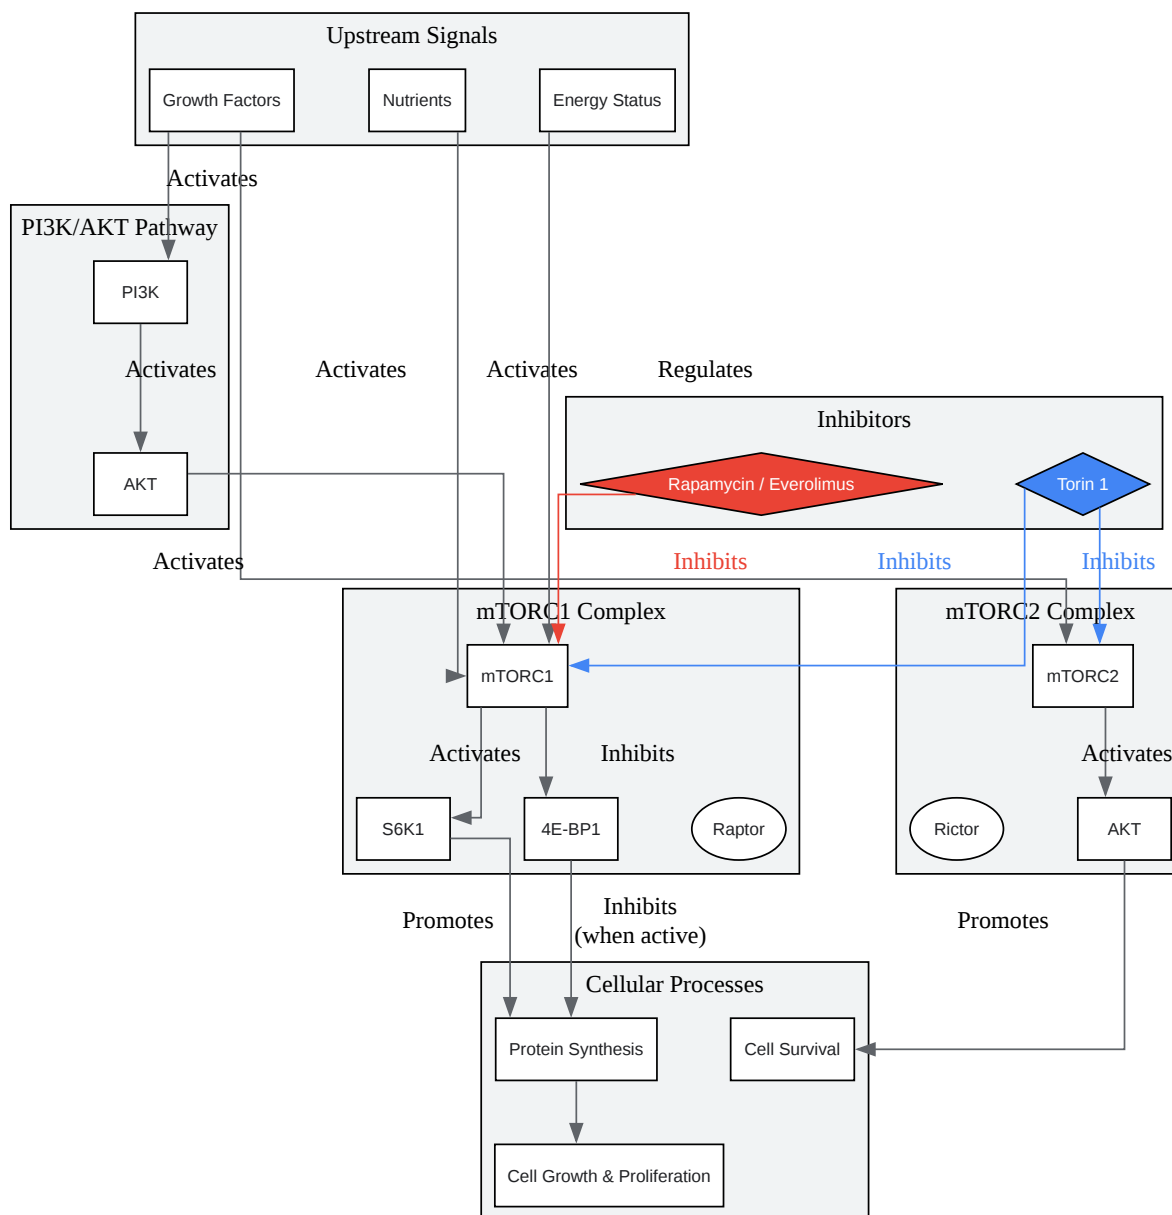 Upstream Signals
Growth Factors
Nutrients
Energy Status
Activates
PI3K/AKT Pathway
PI3K
Activates
Activates
Activates
Regulates
Inhibitors
AKT
Rapamycin / Everolimus
Torin 1
Activates
Inhibits
Inhibits
Inhibits
mTORC1 Complex
mTORC2 Complex
mTORC1
mTORC2
Activates
Inhibits
Activates
S6K1
4E-BP1
Raptor
Rictor
AKT
Promotes
Inhibits
(when active)
Promotes
Cellular Processes
Protein Synthesis
Cell Survival
Cell Growth & Proliferation